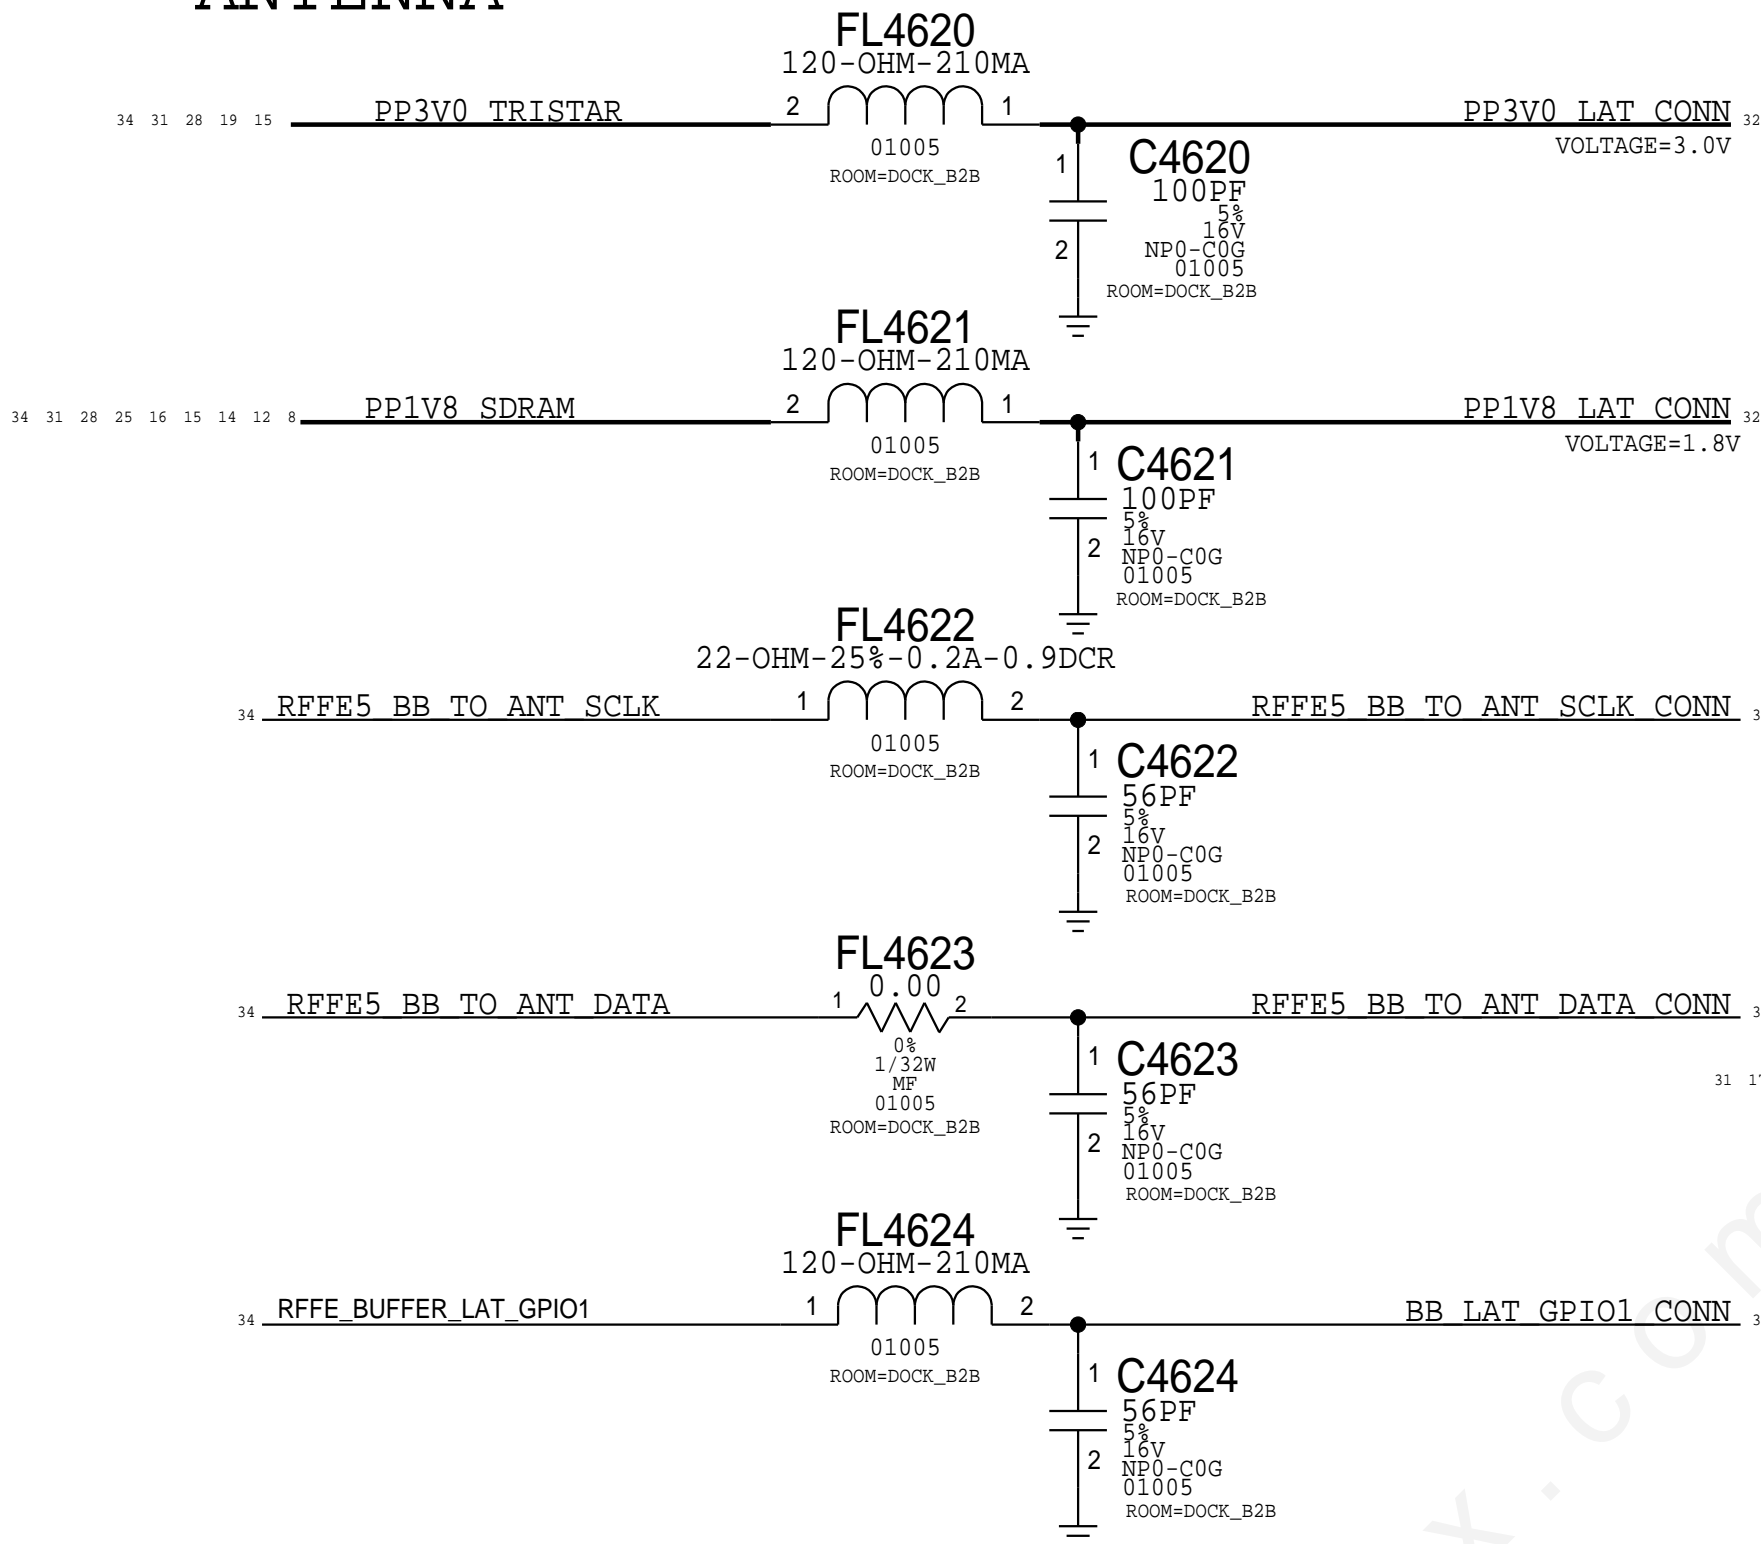 ANTENNA
FL4620
120-OHM-210MA
34 31 28 19 15 PP3V0_TRISTAR 2 1 PP3V0_LAT_CONN 32
VOLTAGE=3.0V
01005
ROOM=DOCK_B2B
1 C4620
100PF
5%
16V
2 NP0-C0G
01005
ROOM=DOCK_B2B
FL4621
120-OHM-210MA
34 31 28 25 16 15 14 12 8 PP1V8_SDRAM 2 1 PP1V8_LAT_CONN 32
VOLTAGE=1.8V
01005
ROOM=DOCK_B2B
1 C4621
100PF
5%
16V
2 NP0-C0G
01005
ROOM=DOCK_B2B
FL4622
22-OHM-25%-0.2A-0.9DCR
34 RFFE5_BB_TO_ANT_SCLK 1 2 RFFE5_BB_TO_ANT_SCLK_CONN 3
01005
ROOM=DOCK_B2B
1 C4622
56PF
5%
16V
2 NP0-C0G
01005
ROOM=DOCK_B2B
FL4623
0.00
34 RFFE5_BB_TO_ANT_DATA 1 2 RFFE5_BB_TO_ANT_DATA_CONN 3
0%
1/32W
MF
01005
ROOM=DOCK_B2B
1 C4623
56PF
5%
16V
2 NP0-C0G
01005
ROOM=DOCK_B2B
31 17
FL4624
120-OHM-210MA
34 RFFE_BUFFER_LAT_GPIO1 1 2 BB_LAT_GPIO1_CONN 3
01005
ROOM=DOCK_B2B
1 C4624
56PF
5%
16V
2 NP0-C0G
01005
ROOM=DOCK_B2B
x.com